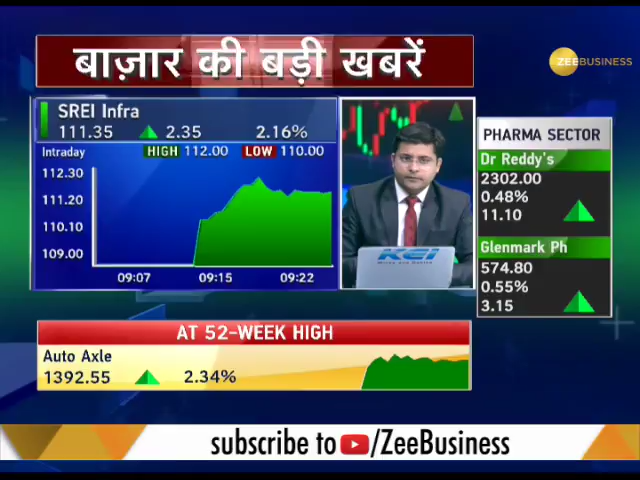 बाज़ार की बड़ी खबरें
ZEEBUSINESS
SREI Infra
111.35 2.35 2.16%
Intraday HIGH 112.00 LOW 110.00
112.30
111.20
110.10
109.00
09:07 09:15 09:22
KEI
PHARMA SECTOR
Dr Reddy's
2302.00
0.48%
11.10
Glenmark Ph
574.80
0.55%
3.15
AT 52-WEEK HIGH
Auto Axle
1392.55 2.34%
subscribe to /ZeeBusiness